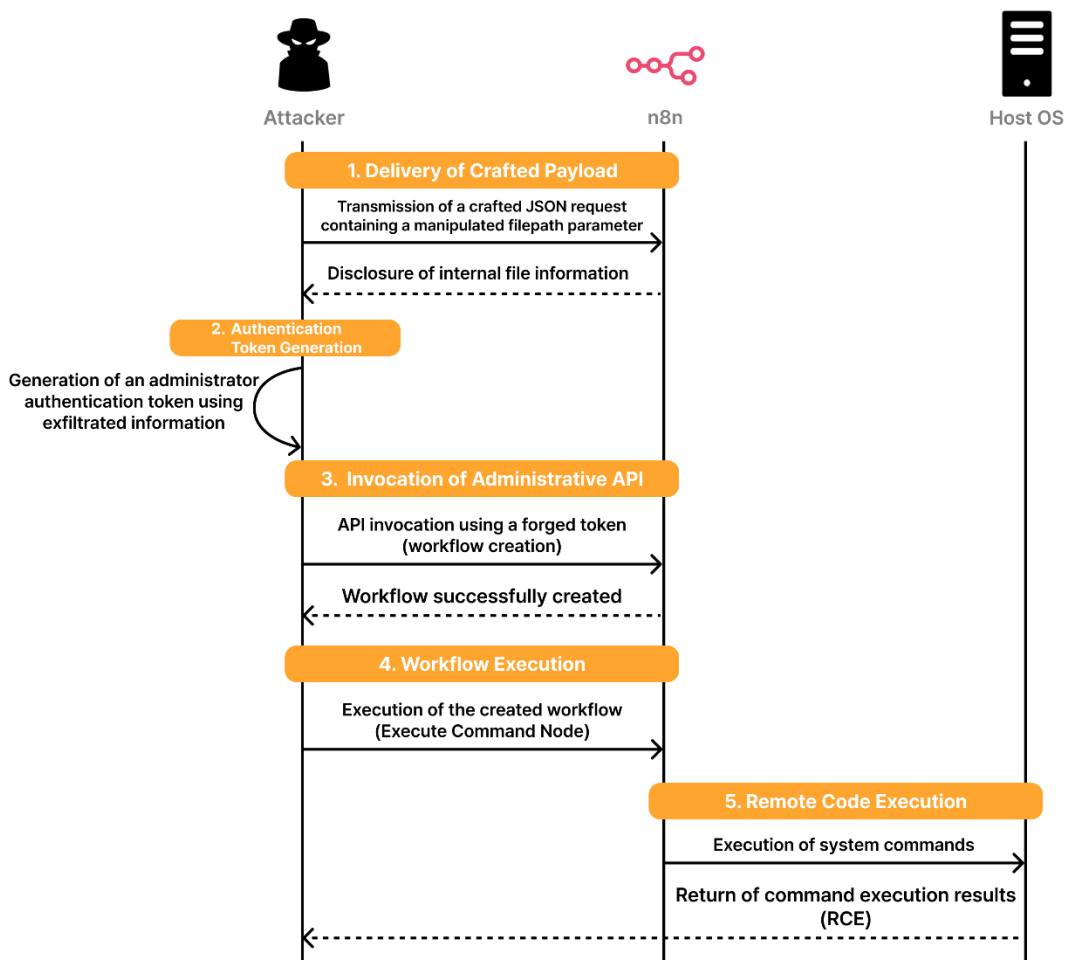 Attacker
n8n
Host OS
1. Delivery of Crafted Payload
Transmission of a crafted JSON request
containing a manipulated filepath parameter
Disclosure of internal file information
2. Authentication
Token Generation
Generation of an administrator
authentication token using
exfiltrated information
3. Invocation of Administrative API
API invocation using a forged token
(workflow creation)
Workflow successfully created
4. Workflow Execution
Execution of the created workflow
(Execute Command Node)
5. Remote Code Execution
Execution of system commands
Return of command execution results
(RCE)